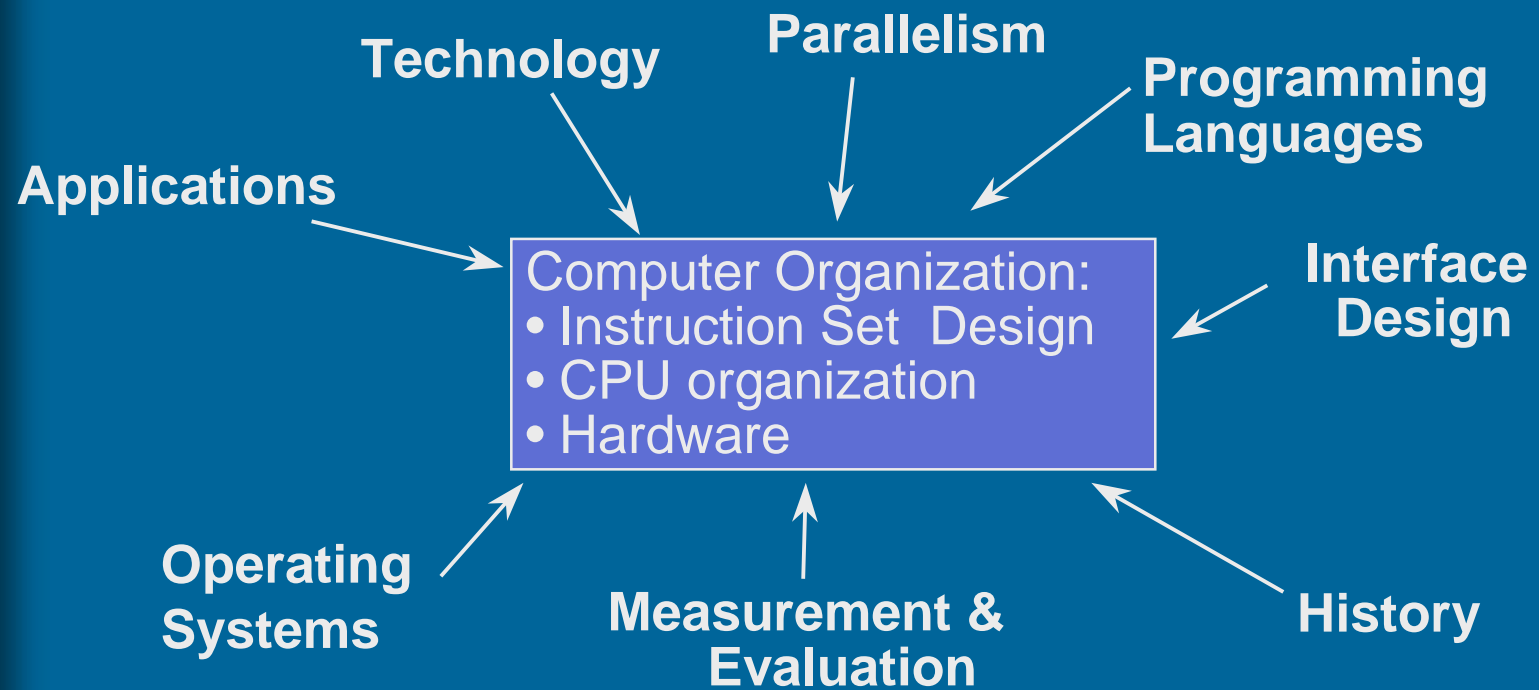 Parallelism
Technology
Programming
Languages
Applications
Interface
Design
Computer Organization:
• Instruction Set Design
• CPU organization
• Hardware
Operating
Systems
Measurement &
Evaluation
History